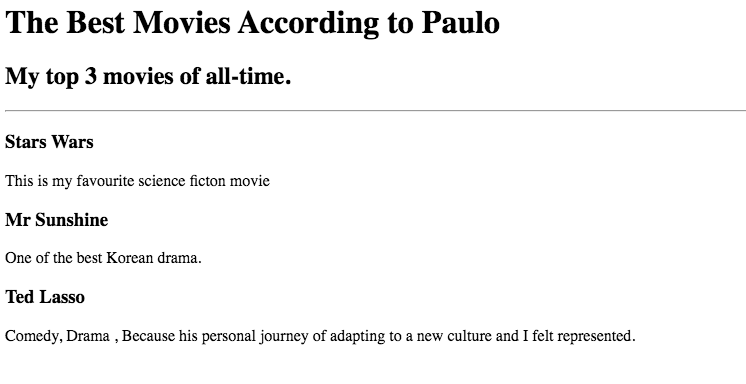 The Best Movies According to Paulo
My top 3 movies of all-time.
Stars Wars
This is my favourite science ficton movie
Mr Sunshine
One of the best Korean drama.
Ted Lasso
Comedy, Drama , Because his personal journey of adapting to a new culture and I felt represented.